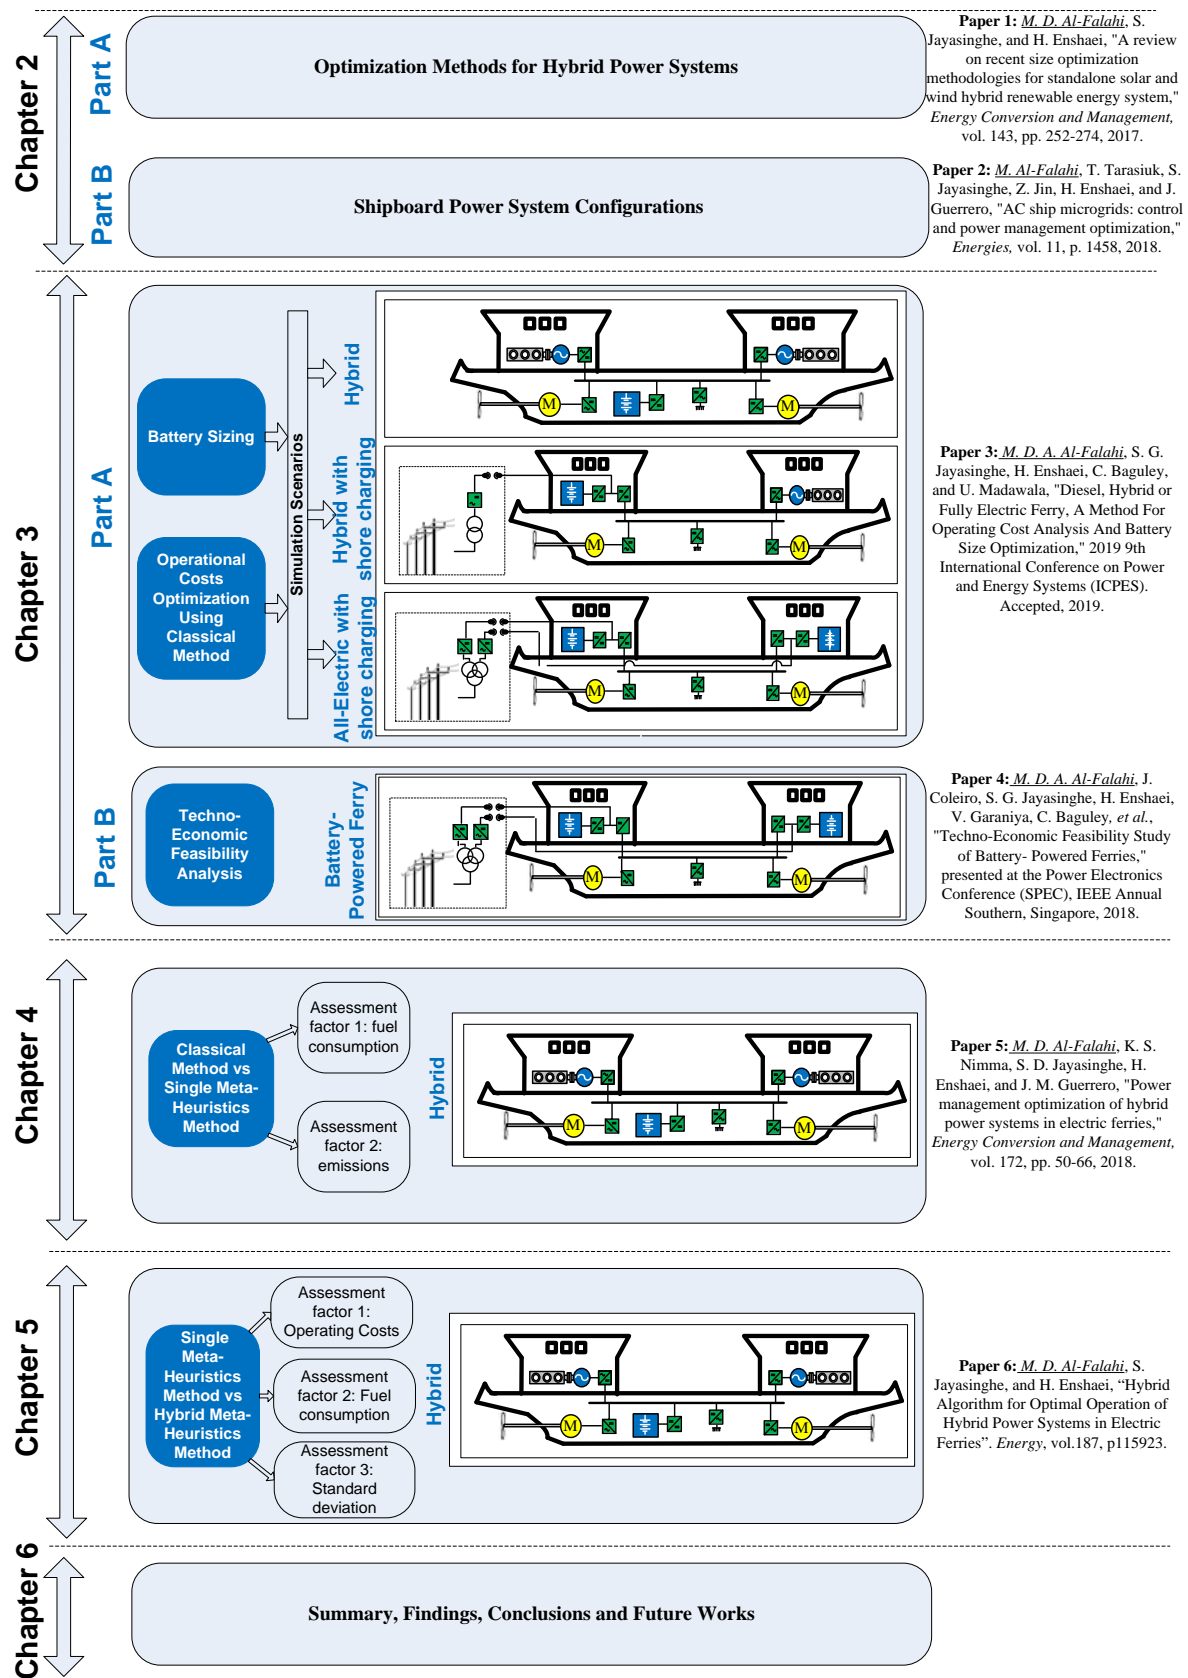 Chapter 2
Part A
Optimization Methods for Hybrid Power Systems
Paper 1: M. D. Al-Falahi, S.
Jayasinghe, and H. Enshaei, "A review
on recent size optimization
methodologies for standalone solar and
wind hybrid renewable energy system,"
Energy Conversion and Management,
vol. 143, pp. 252-274, 2017.
Part B
Shipboard Power System Configurations
Paper 2: M. Al-Falahi, T. Tarasiuk, S.
Jayasinghe, Z. Jin, H. Enshaei, and J.
Guerrero, "AC ship microgrids: control
and power management optimization,"
Energies, vol. 11, p. 1458, 2018.
Chapter 3
Part A
Battery Sizing
Operational
Costs
Optimization
Using
Classical
Method
Simulation Scenarios
Hybrid
M
M
Hybrid with
shore charging
M
M
All-Electric with
shore charging
M
M
Paper 3: M. D. A. Al-Falahi, S. G.
Jayasinghe, H. Enshaei, C. Baguley,
and U. Madawala, "Diesel, Hybrid or
Fully Electric Ferry, A Method For
Operating Cost Analysis And Battery
Size Optimization," 2019 9th
International Conference on Power
and Energy Systems (ICPES).
Accepted, 2019.
Part B
Techno-
Economic
Feasibility
Analysis
Battery-
Powered Ferry
M
M
Paper 4: M. D. A. Al-Falahi, J.
Coleiro, S. G. Jayasinghe, H. Enshaei,
V. Garaniya, C. Baguley, et al.,
"Techno-Economic Feasibility Study
of Battery- Powered Ferries,"
presented at the Power Electronics
Conference (SPEC), IEEE Annual
Southern, Singapore, 2018.
Chapter 4
Classical
Method vs
Single Meta-
Heuristics
Method
Assessment
factor 1: fuel
consumption
Assessment
factor 2:
emissions
Hybrid
M
M
Paper 5: M. D. Al-Falahi, K. S.
Nimma, S. D. Jayasinghe, H.
Enshaei, and J. M. Guerrero, "Power
management optimization of hybrid
power systems in electric ferries,"
Energy Conversion and Management,
vol. 172, pp. 50-66, 2018.
Chapter 5
Single
Meta-
Heuristics
Method vs
Hybrid Meta-
Heuristics
Method
Assessment
factor 1:
Operating Costs
Assessment
factor 2: Fuel
consumption
Assessment
factor 3:
Standard
deviation
Hybrid
M
M
Paper 6: M. D. Al-Falahi, S.
Jayasinghe, and H. Enshaei, “Hybrid
Algorithm for Optimal Operation of
Hybrid Power Systems in Electric
Ferries”. Energy, vol.187, p115923.
Chapter 6
Summary, Findings, Conclusions and Future Works